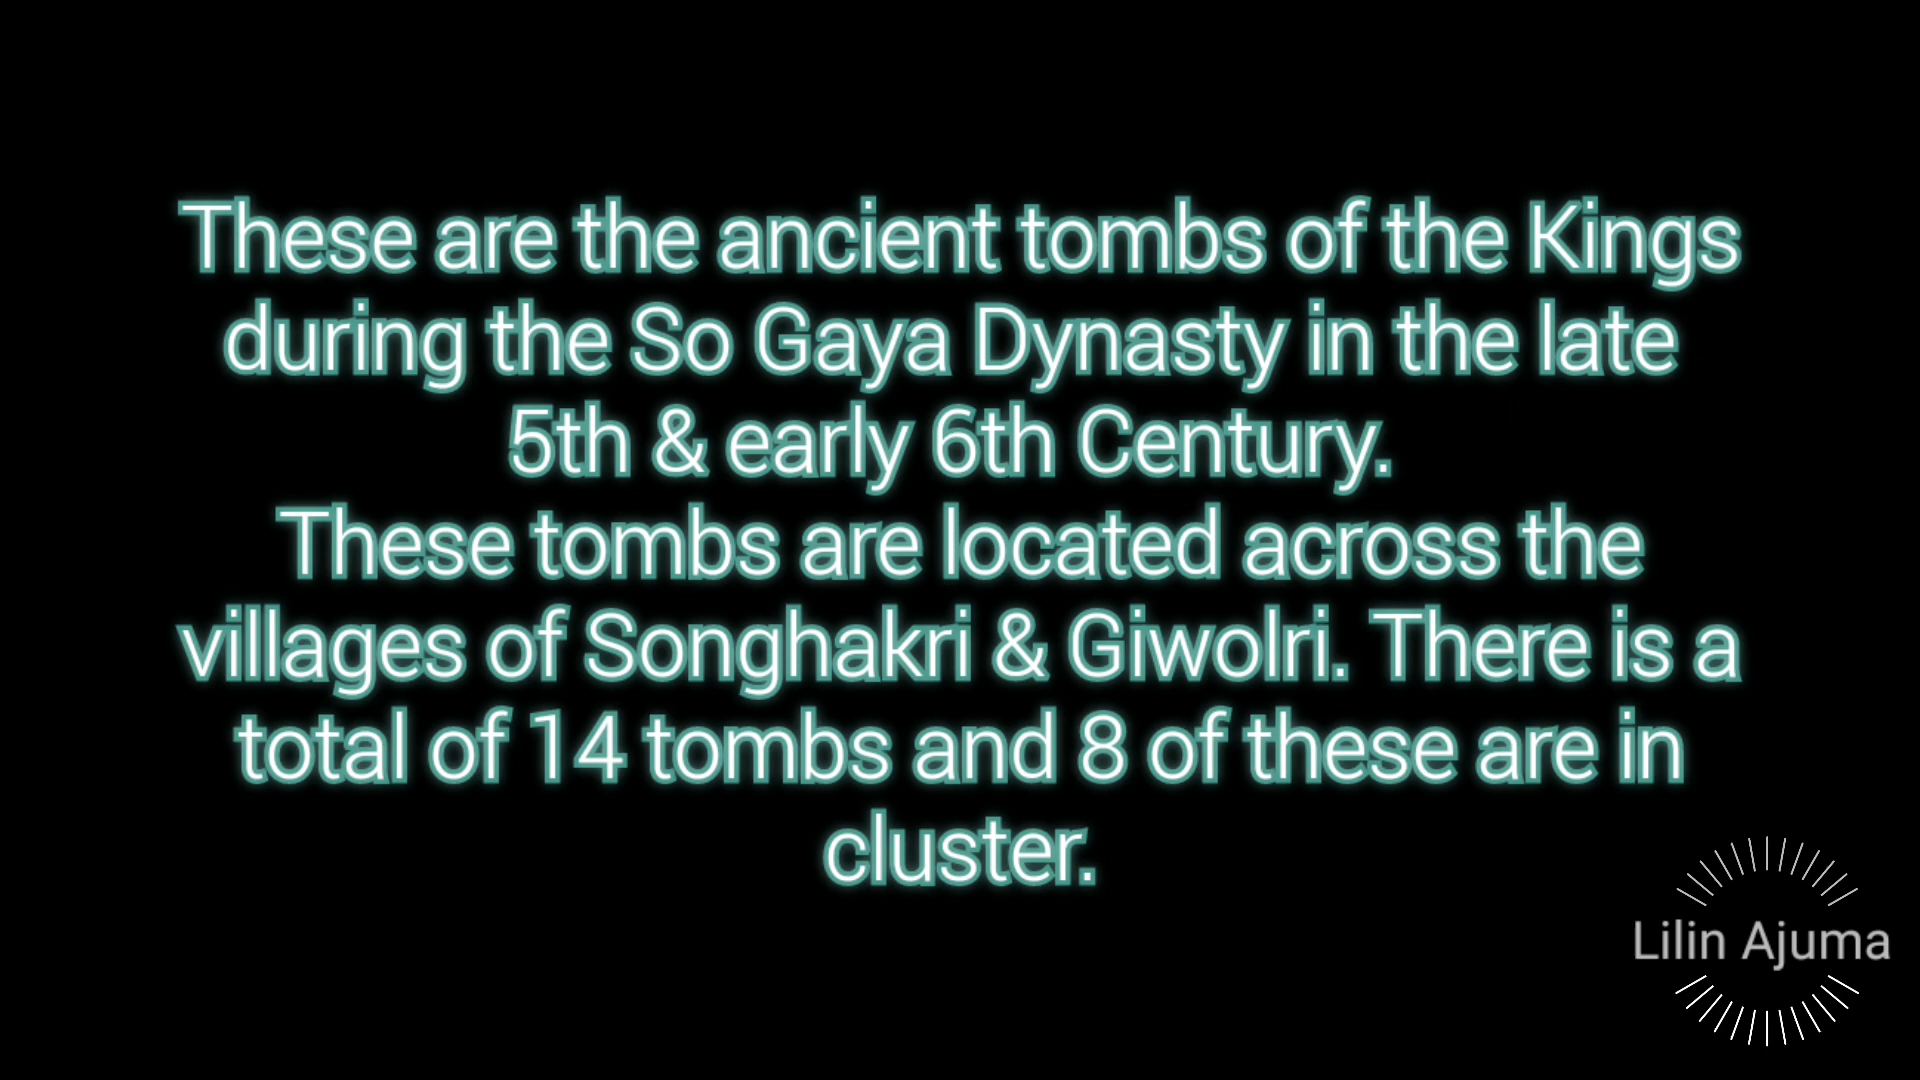 These are the ancient tombs of the Kings
during the So Gaya Dynasty in the late
5th & early 6th Century.
These tombs are located across the
villages of Songhakri & Giwolri. There is a
total of 14 tombs and 8 of these are in
cluster.
Lilin Ajuma